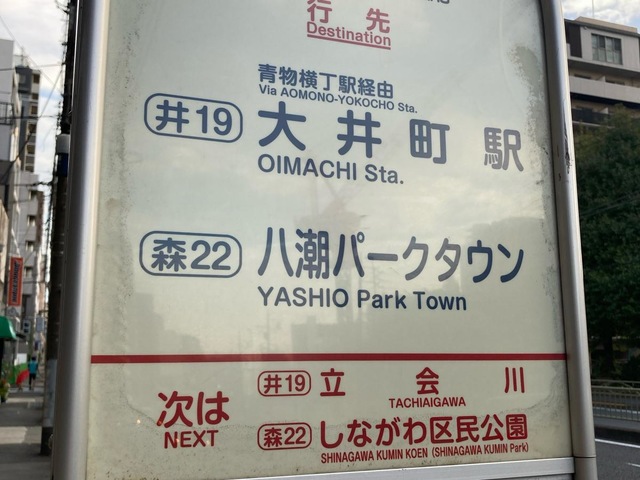 行先
Destination
青物横丁駅経由
Via AOMONO-YOKOCHO Sta.
井19 大井町駅
OIMACHI Sta.
森22 八潮パークタウン
YASHIO Park Town
次は
NEXT
井19 立会川
TACHIAIGAWA
森22 しながわ区民公園
SHINAGAWA KUMIN KOEN (SHINAGAWA KUMIN Park)